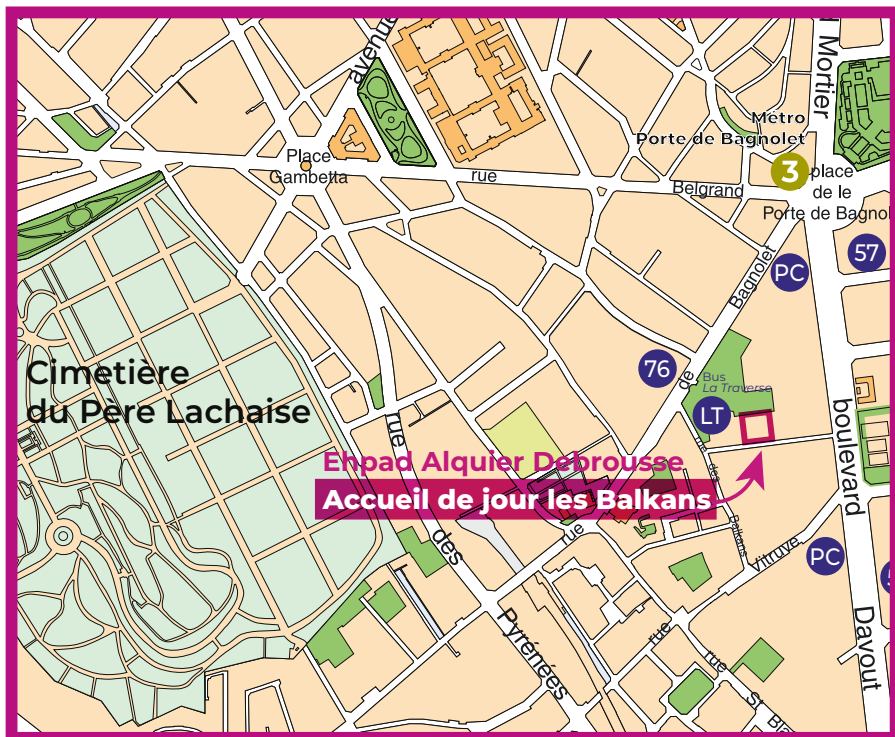 avenue
Mortier
Métro
Porte de Bagnolet
3
place
de le
Porte de Bagnol
Place
Gambetta
rue
Belgrand
57
PC
Bagnolet
de
76
Bus
La Traverse
LT
Cimetière
du Père Lachaise
rue
boulevard
Ehpad Alquier Debrousse
Accueil de jour les Balkans
rue
des
Balkans
rue
des
Vitruve
PC
rue
Pyrénées
rue
St
Davout